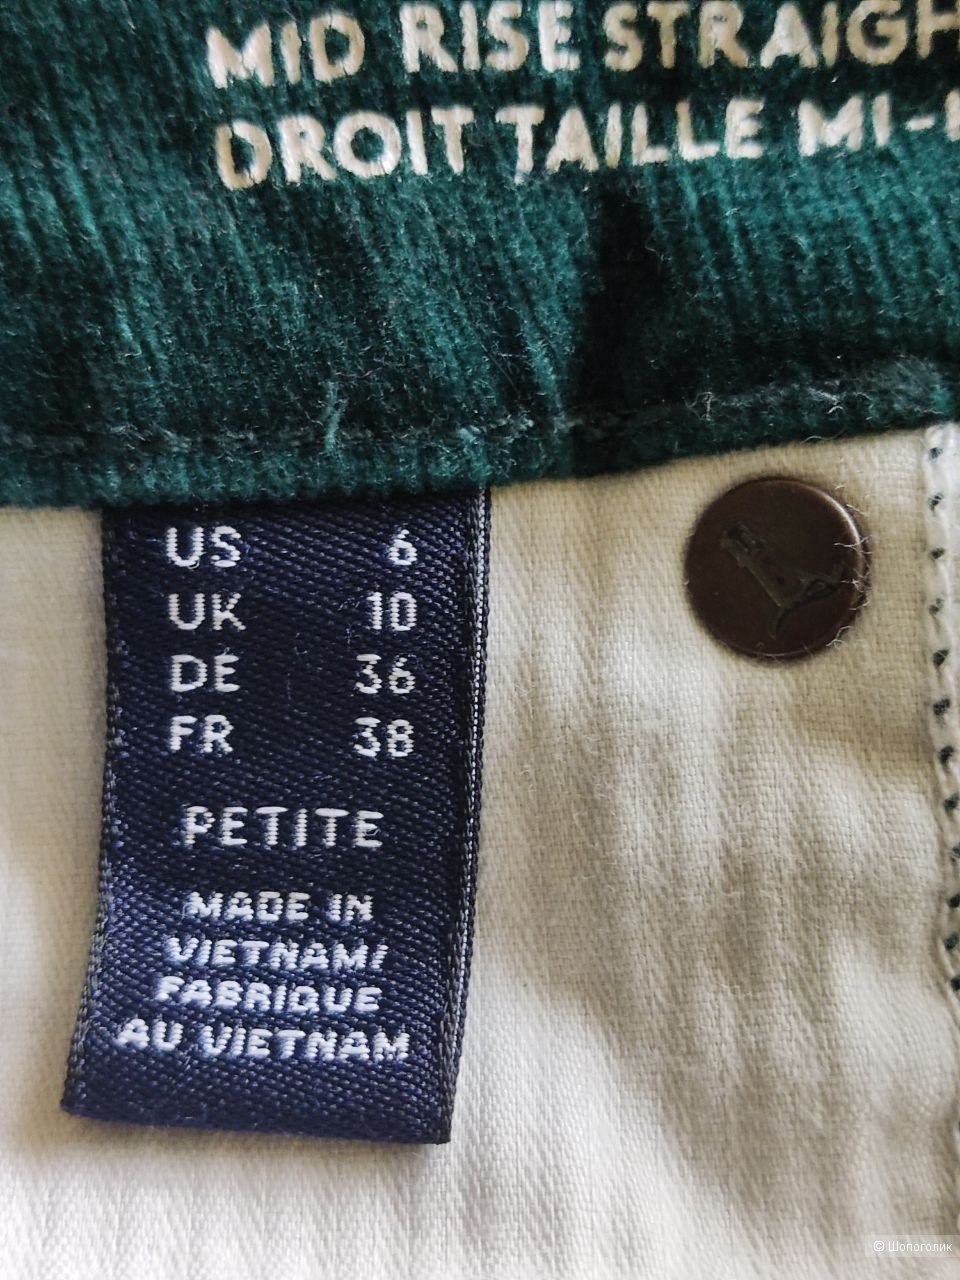 MID RISE STRAIGH
DROIT TAILLE MI-
US 6
UK 10
DE 36
FR 38
PETITE
MADE IN
VIETNAM/
FABRIQUE
AU VIETNAM
© Шопоголик